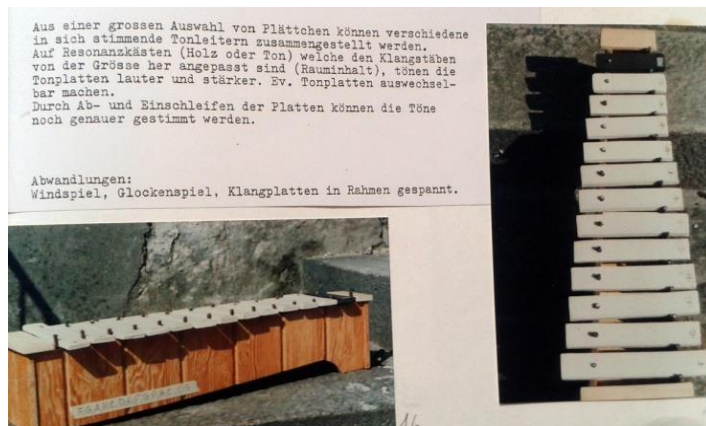 Aus einer grossen Auswahl von Plättchen können verschiedene
in sich stimmende Tonleitern zusammengestellt werden.
Auf Resonanzkästen (Holz oder Ton) welche den Klangstäben
von der Grösse her angepasst sind (Rauminhalt), tönen die
Tonplatten lauter und stärker. Ev. Tonplatten auswechsel-
bar machen.
Durch Ab- und Einschleifen der Platten können die Töne
noch genauer gestimmt werden.
Abwandlungen:
Windspiel, Glockenspiel, Klangplatten in Rahmen gespannt.